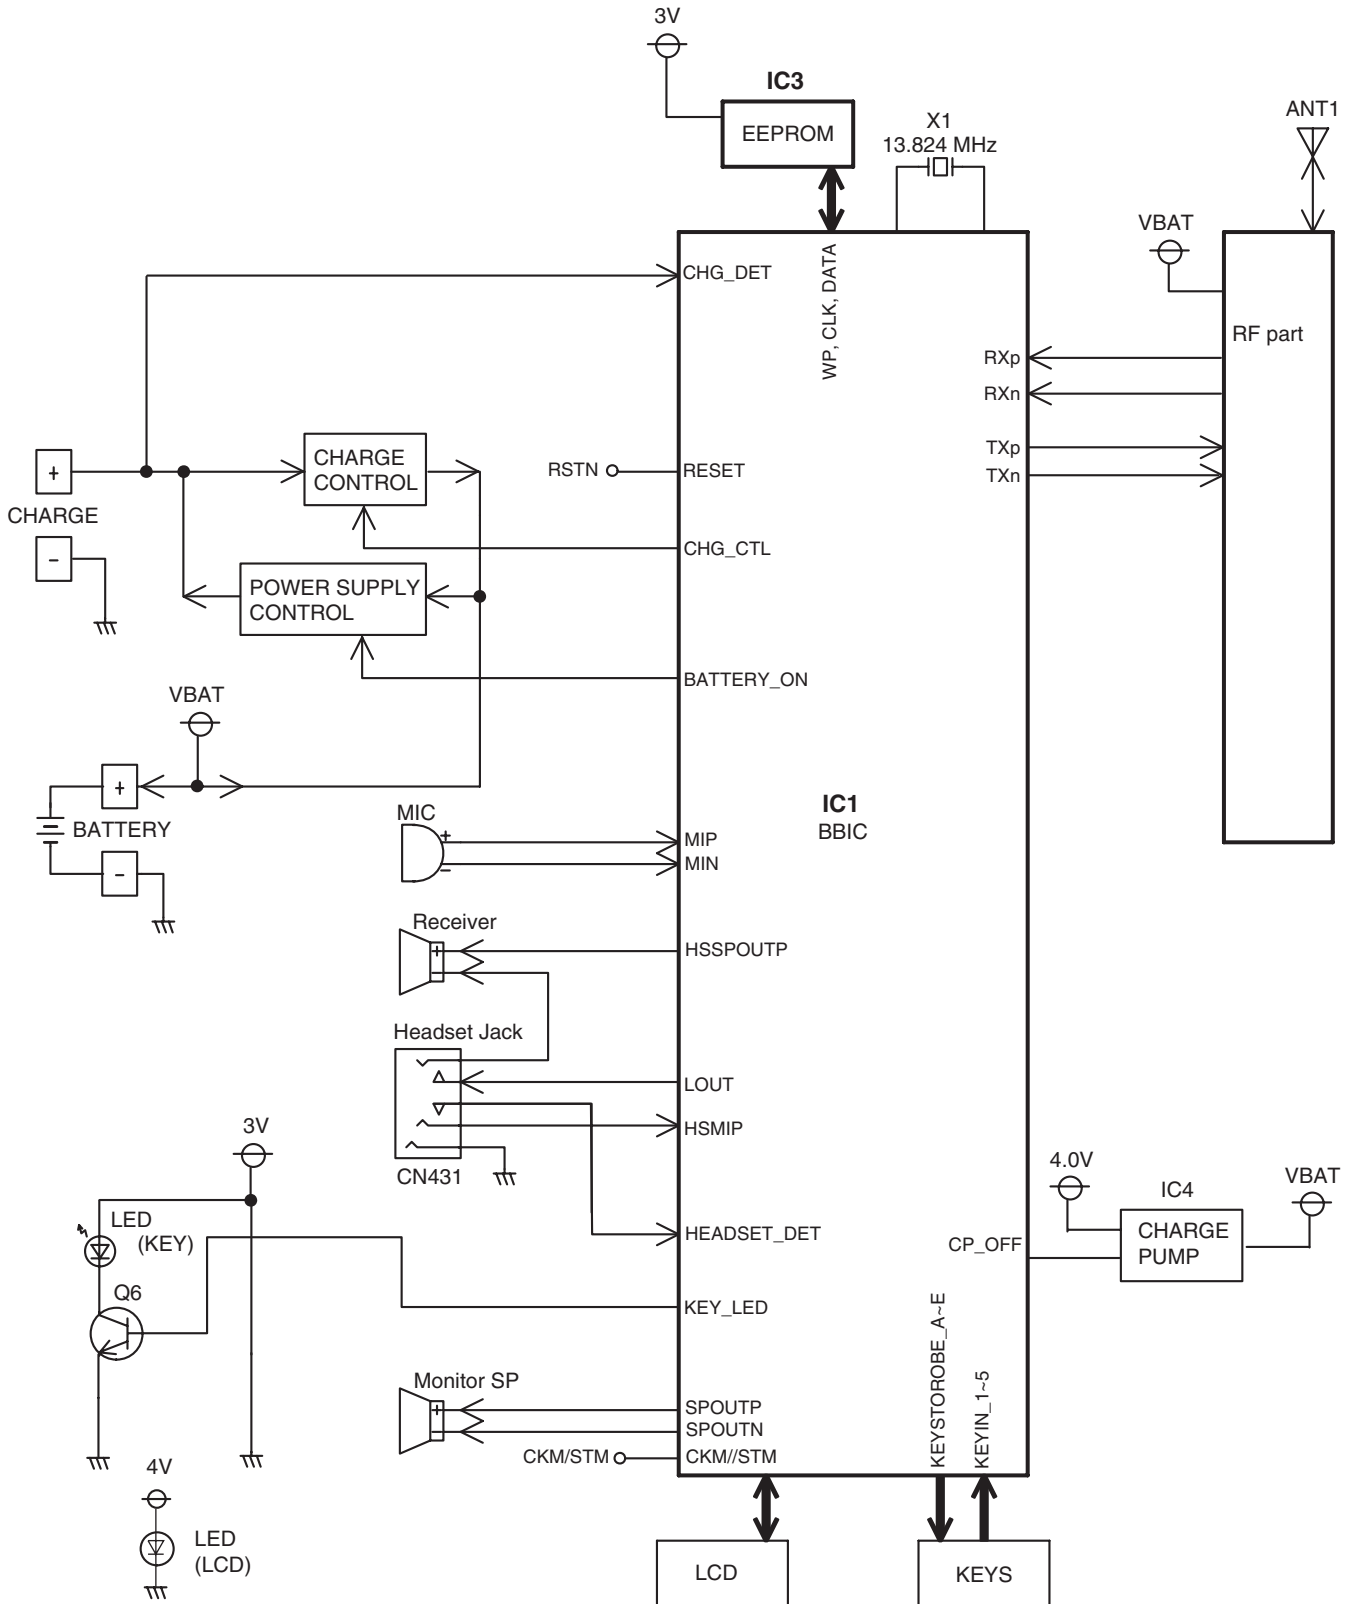 3V
IC3
EEPROM
X1
13.824 MHz
ANT1
VBAT
CHG_DET
WP, CLK, DATA
RF part
RXp
RXn
TXp
TXn
+
CHARGE
-
CHARGE
CONTROL
RSTN
RESET
CHG_CTL
POWER SUPPLY
CONTROL
BATTERY_ON
VBAT
+
BATTERY
-
IC1
BBIC
MIC
+
-
MIP
MIN
Receiver
+
-
HSSPOUTP
Headset Jack
LOUT
HSMIP
CN431
3V
LED
(KEY)
Q6
HEADSET_DET
KEY_LED
4.0V
IC4
VBAT
CP_OFF
CHARGE
PUMP
KEYSTOROBE_A~E
KEYIN_1~5
Monitor SP
+
-
SPOUTP
SPOUTN
CKM/STM
CKM//STM
4V
LED
(LCD)
LCD
KEYS